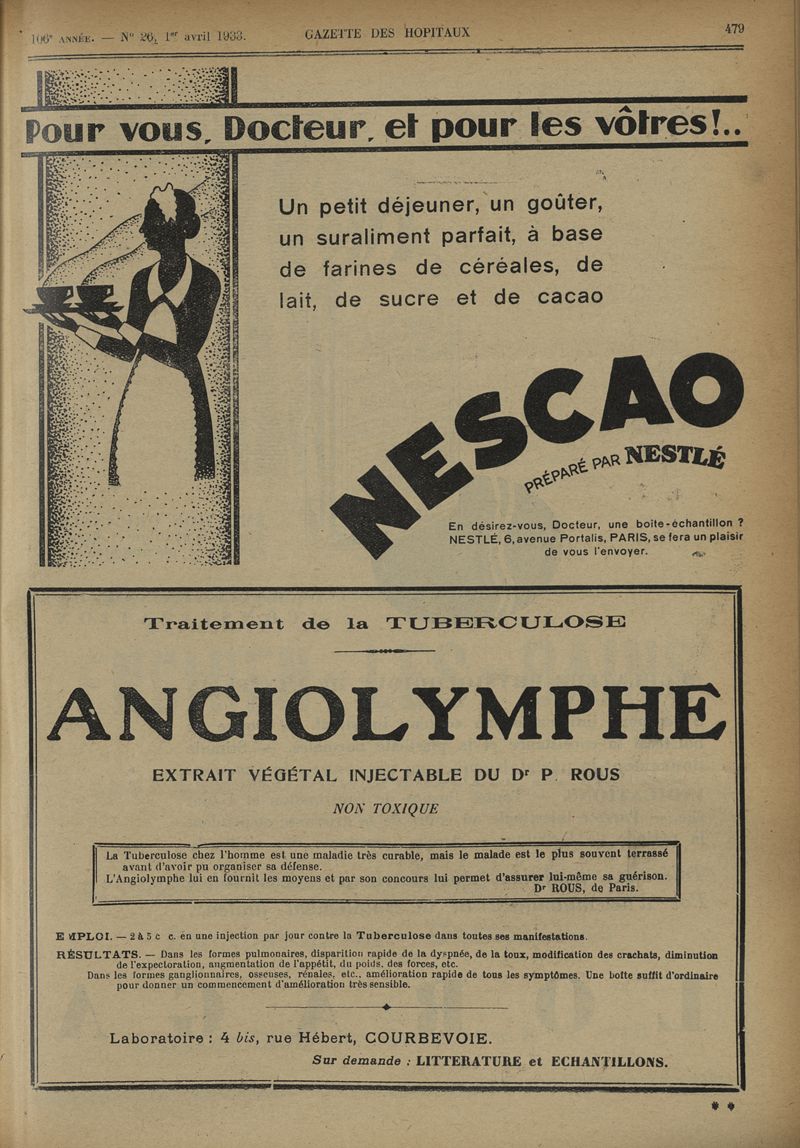 106e ANNÉE. — N° 26, 1er avril 1933.
GAZETTE DES HOPITAUX
479
Pour vous, Docteur, et pour les vôtres!..
Un petit déjeuner, un goûter,
un suraliment parfait, à base
de farines de céréales, de
lait, de sucre et de cacao
NESCAO
PRÉPARÉ PAR NESTLÉ
En désirez-vous, Docteur, une boite-échantillon ?
NESTLÉ, 6, avenue Portalis, PARIS, se fera un plaisir
de vous l'envoyer.
Traitement de la TUBERCULOSE
ANGIOLYMPHE
EXTRAIT VÉGÉTAL INJECTABLE DU Dr P. ROUS
NON TOXIQUE
La Tuberculose chez l'homme est une maladie très curable, mais le malade est le plus souvent terrassé
avant d'avoir pu organiser sa défense.
L'Angiolymphe lui en fournit les moyens et par son concours lui permet d'assurer lui-même sa guérison.
Dr ROUS, de Paris.
EMPLOI. — 2 à 5 c. c. en une injection par jour contre la Tuberculose dans toutes ses manifestations.
RÉSULTATS. — Dans les formes pulmonaires, disparition rapide de la dyspnée, de la toux, modification des crachats, diminution
de l'expectoration, augmentation de l'appétit, du poids, des forces, etc.
Dans les formes ganglionnaires, osseuses, rénales, etc., amélioration rapide de tous les symptômes. Une boîte suffit d'ordinaire
pour donner un commencement d'amélioration très sensible.
Laboratoire : 4 bis, rue Hébert, COURBEVOIE.
Sur demande : LITTERATURE et ECHANTILLONS.